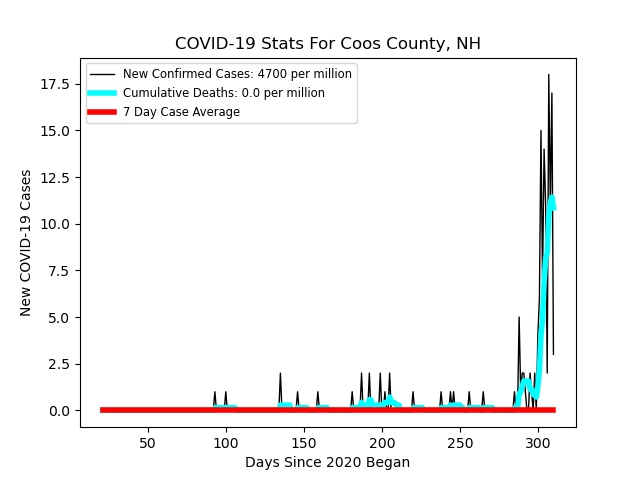 COVID-19 Stats For Coos County, NH
New Confirmed Cases: 4700 per million
Cumulative Deaths: 0.0 per million
7 Day Case Average
New COVID-19 Cases
17.5
15.0
12.5
10.0
7.5
5.0
2.5
0.0
50 100 150 200 250 300
Days Since 2020 Began